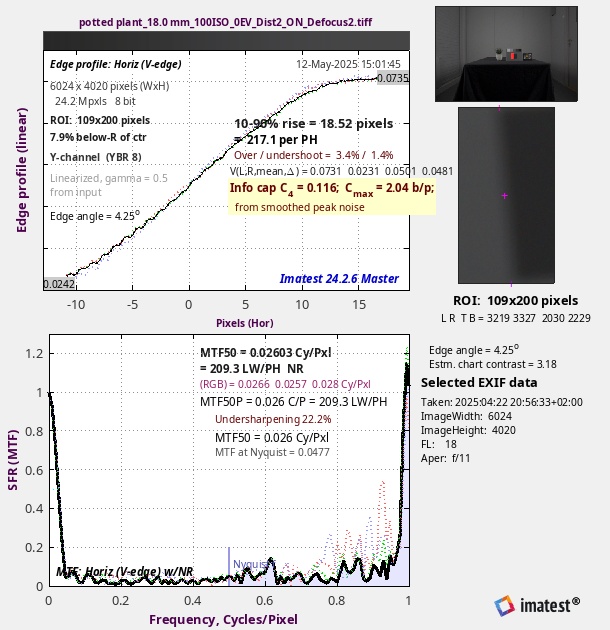 potted plant_18.0 mm_100ISO_0EV_Dist2_ON_Defocus2.tiff
Edge profile: Horiz (V-edge)
12-May-2025 15:01:45
0.0735
6024 x 4020 pixels (WxH)
24.2 Mpxls   8 bit
ROI:  109x200 pixels
7.9% below-R of ctr
Y-channel  (YBR 8)
Linearized, gamma = 0.5
from input
Edge angle = 4.25°
10-90% rise = 18.52 pixels
= 217.1 per PH
Over / undershoot =  3.4% /  1.4%
V(L,R,mean,Δ) = 0.0731  0.0231  0.0501  0.0481
Info cap C4 = 0.116;  Cmax = 2.04 b/p;
from smoothed peak noise
Imatest 24.2.6 Master
0.0242
Edge profile (linear)
-10 -5 0 5 10 15
Pixels (Hor)
ROI:  109x200 pixels
L R  T B = 3219 3327  2030 2229
Edge angle = 4.25°
Estm. chart contrast = 3.18
Selected EXIF data
Taken: 2025:04:22 20:56:33+02:00
ImageWidth:  6024
ImageHeight:  4020
FL:    18
Aper:  f/11
MTF50 = 0.02603 Cy/Pxl
= 209.3 LW/PH  NR
(RGB) = 0.0266  0.0257  0.028 Cy/Pxl
MTF50P = 0.026 C/P = 209.3 LW/PH
Undersharpening 22.2%
MTF50 = 0.026 Cy/Pxl
MTF at Nyquist = 0.0477
SFR (MTF)
1.2
1
0.8
0.6
0.4
0.2
0
MTF: Horiz (V-edge) w/NR
Nyquist
0 0.2 0.4 0.6 0.8 1
Frequency, Cycles/Pixel
imatest®